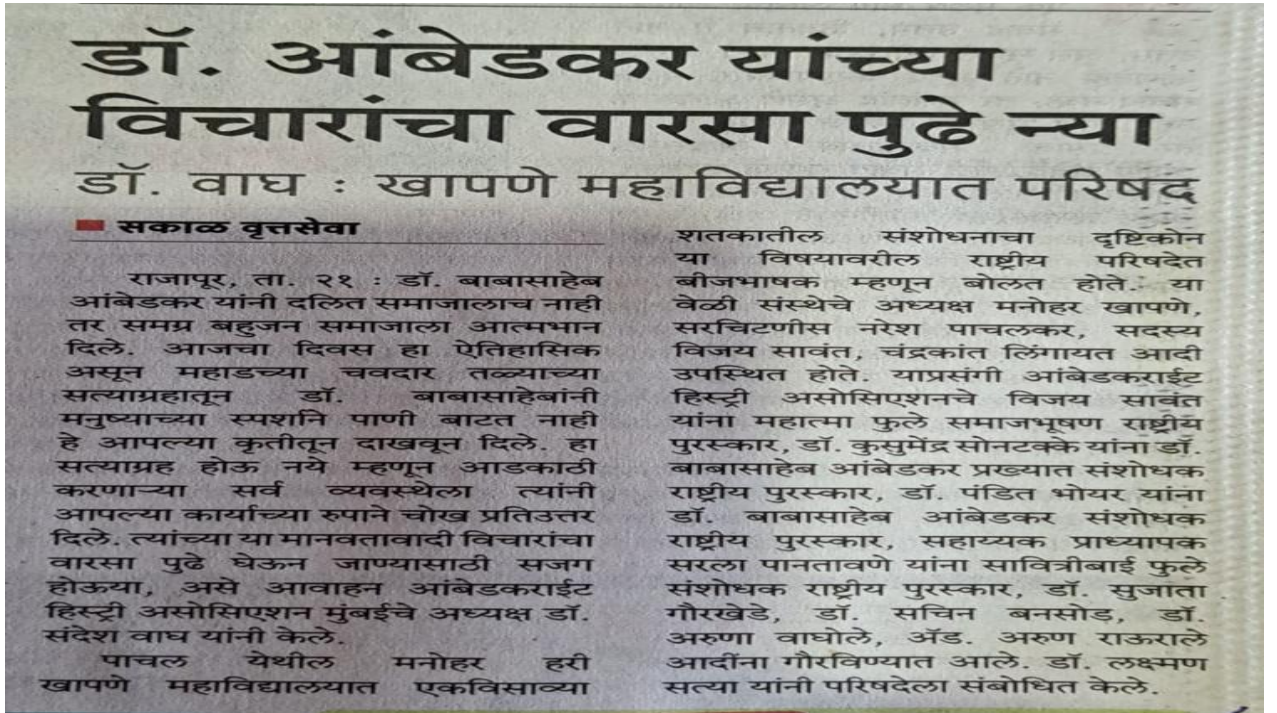 डॉ. आंबेडकर यांच्या
विचारांचा वारसा पुढे न्या
डॉ. वाघ : खापणे महाविद्यालयात परिषद
सकाळ वृत्तसेवा
राजापूर, ता. २१ : डॉ. बाबासाहेब
आंबेडकर यांनी दलित समाजालाच नाही
तर समग्र बहुजन समाजाला आत्मभान
दिले. आजचा दिवस हा ऐतिहासिक
असून महाडच्या चवदार तळ्याच्या
सत्याग्रहातून डॉ. बाबासाहेबांनी
मनुष्याच्या स्पर्शाने पाणी बाटत नाही
हे आपल्या कृतीतून दाखवून दिले. हा
सत्याग्रह होऊ नये म्हणून आडकाठी
करणाऱ्या सर्व व्यवस्थेला त्यांनी
आपल्या कार्याच्या रुपाने चोख प्रतिउत्तर
दिले. त्यांच्या या मानवतावादी विचारांचा
वारसा पुढे घेऊन जाण्यासाठी सजग
होऊया, असे आवाहन आंबेडकराईट
हिस्ट्री असोसिएशन मुंबईचे अध्यक्ष डॉ.
संदेश वाघ यांनी केले.
पाचल येथील मनोहर हरी
खापणे महाविद्यालयात एकविसाव्या
शतकातील संशोधनाचा दृष्टिकोन
या विषयावरील राष्ट्रीय परिषदेत
बीजभाषक म्हणून बोलत होते. या
वेळी संस्थेचे अध्यक्ष मनोहर खापणे,
सरचिटणीस नरेश पाचलकर, सदस्य
विजय सावंत, चंद्रकांत लिंगायत आदी
उपस्थित होते. याप्रसंगी आंबेडकराईट
हिस्ट्री असोसिएशनचे विजय सावंत
यांना महात्मा फुले समाजभूषण राष्ट्रीय
पुरस्कार, डॉ. कुसुमेंद्र सोनटक्के यांना डॉ.
बाबासाहेब आंबेडकर प्रख्यात संशोधक
राष्ट्रीय पुरस्कार, डॉ. पंडित भोयर यांना
डॉ. बाबासाहेब आंबेडकर संशोधक
राष्ट्रीय पुरस्कार, सहाय्यक प्राध्यापक
सरला पानतावणे यांना सावित्रीबाई फुले
संशोधक राष्ट्रीय पुरस्कार, डॉ. सुजाता
गौरखेडे, डॉ. सचिन बनसोड, डॉ.
अरुणा वाघोले, ॲड. अरुण राऊराले
आदींना गौरविण्यात आले. डॉ. लक्ष्मण
सत्या यांनी परिषदेला संबोधित केले.